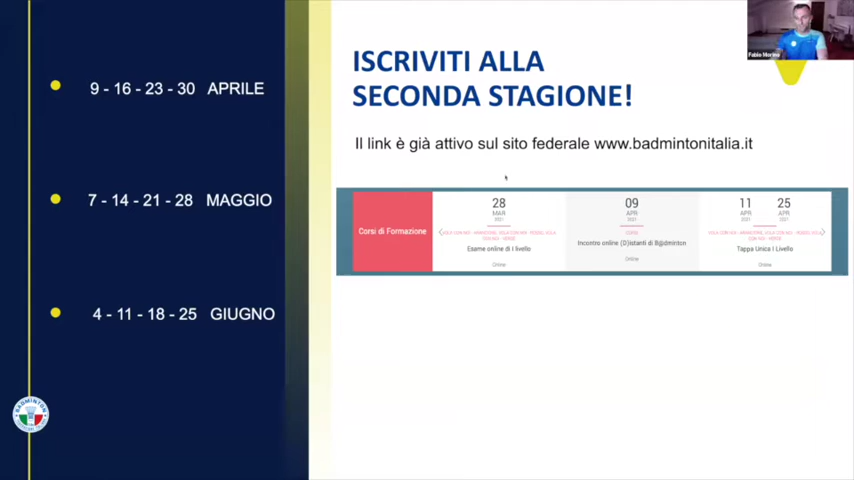 9 - 16 - 23 - 30 APRILE
7 - 14 - 21 - 28 MAGGIO
4 - 11 - 18 - 25 GIUGNO
BADMINTON
ISCRIVITI ALLA
SECONDA STAGIONE!
Il link è già attivo sul sito federale www.badmintonitalia.it
Corsi di Formazione
28
MAR
2021
Esame online di I livello
Online
09
APR
2021
CORSI
Incontro online (D)istanti di B@dminton
Online
11 25
APR APR
2021 2021
Tappa Unica I Livello
Online
Fabio Morino